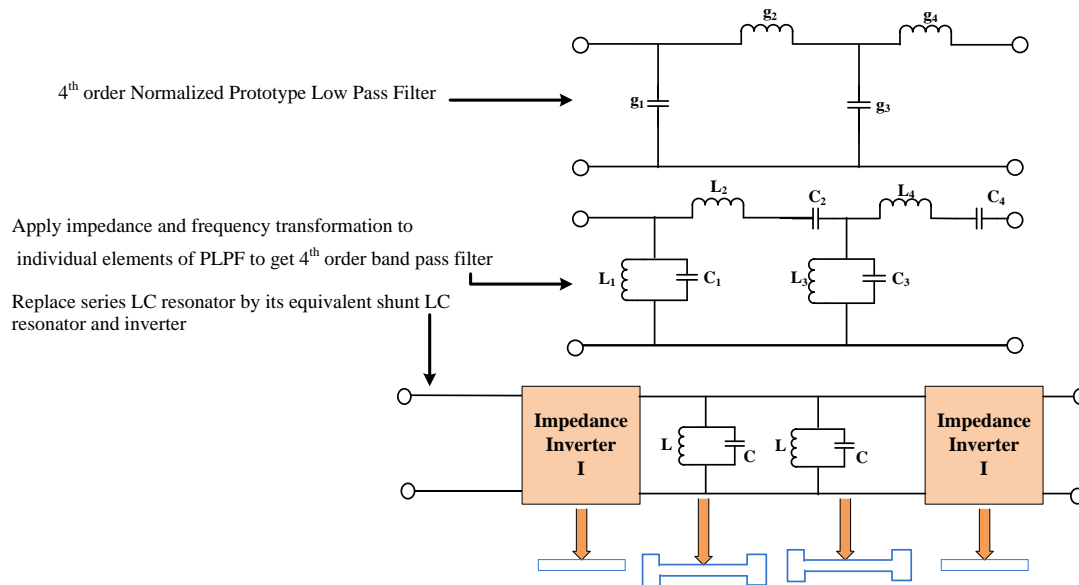 g2
g4
4th order Normalized Prototype Low Pass Filter
g1
g3
L2
C2
L4
C4
Apply impedance and frequency transformation to
individual elements of PLPF to get 4th order band pass filter
L1
C1
L3
C3
Replace series LC resonator by its equivalent shunt LC
resonator and inverter
Impedance
Inverter
I
L
C
L
C
Impedance
Inverter
I